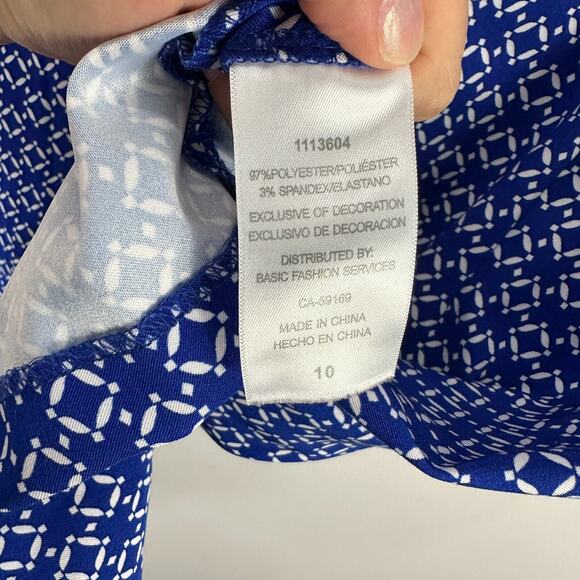 1113604
97%POLYESTER/POLIÉSTER
3% SPANDEX/ELASTANO
EXCLUSIVE OF DECORATION
EXCLUSIVO DE DECORACION
DISTRIBUTED BY:
BASIC FASHION SERVICES
CA-59169
MADE IN CHINA
HECHO EN CHINA
10